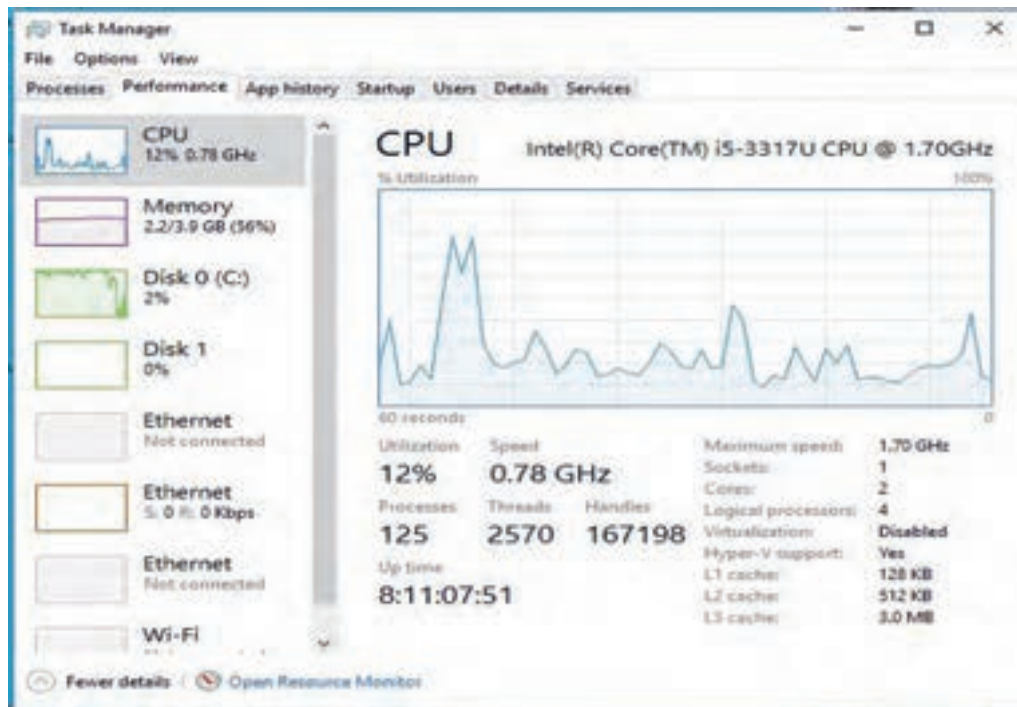 Task Manager
File Options View
Processes Performance App history Startup Users Details Services
CPU
12% 0.78 GHz
Memory
2.2/3.9 GB (56%)
Disk 0 (C:)
2%
Disk 1
0%
Ethernet
Not connected
Ethernet
S: 0 R: 0 Kbps
Ethernet
Not connected
Wi-Fi
CPU Intel(R) Core(TM) i5-3317U CPU @ 1.70GHz
% Utilization 100%
60 seconds 0
Utilization Speed
12% 0.78 GHz
Processes Threads Handles
125 2570 167198
Up time
8:11:07:51
Maximum speed: 1.70 GHz
Sockets: 1
Cores: 2
Logical processors: 4
Virtualization: Disabled
Hyper-V support: Yes
L1 cache: 128 KB
L2 cache: 512 KB
L3 cache: 3.0 MB
Fewer details | Open Resource Monitor